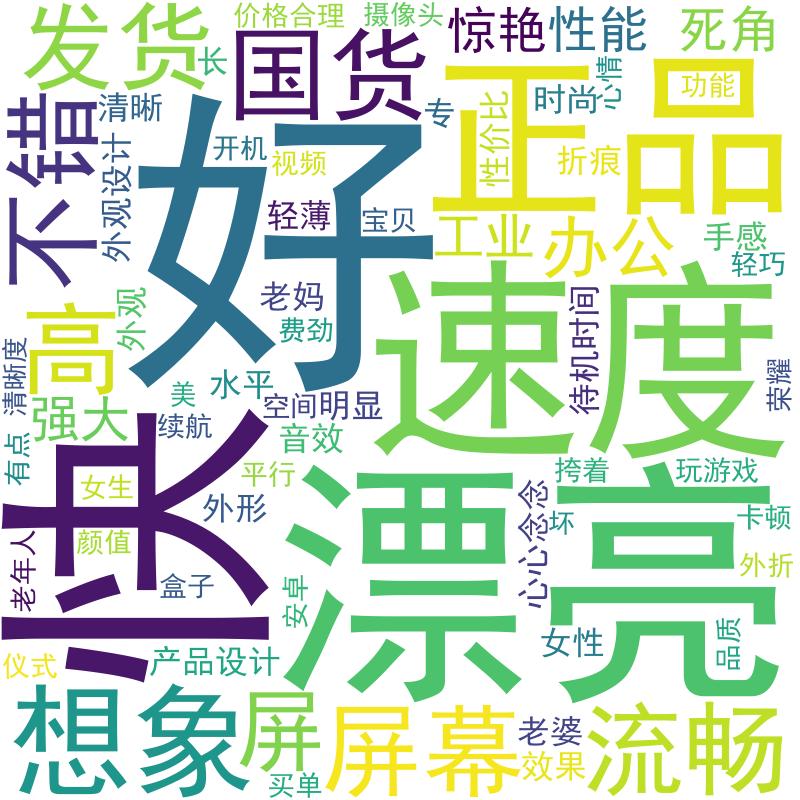 发货
价格合理
摄像头
惊艳
性能
死角
长
国货
心情
功能
正品
不错
清晰
专
性价比
时尚
外观设计
开机
视频
折痕
好
轻薄
宝贝
工业
办公
手感
轻巧
速度
高
外观
老妈
费劲
待机时间
荣耀
清晰度
美
水平
空间
明显
强大
续航
音效
有点
快
女生
平行
挎着
玩游戏
漂亮
外形
心心念念
坏
卡顿
颜值
老年人
盒子
安卓
外折
仪式
产品设计
女性
品质
想象
屏
屏幕
老婆
流畅
买单
效果